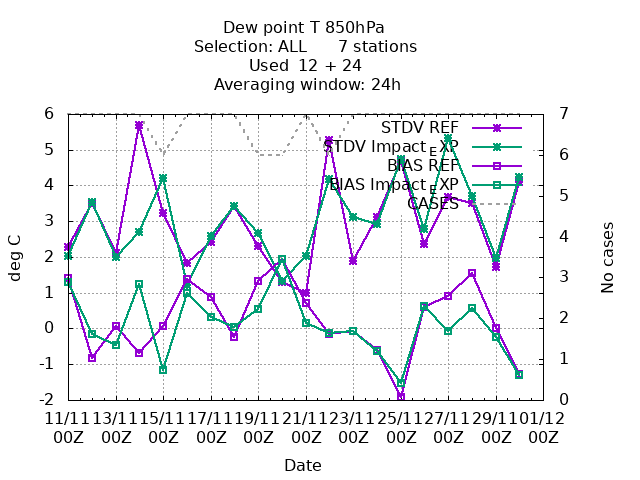 Dew point T 850hPa
Selection: ALL 7 stations
Used 12 + 24
Averaging window: 24h
STDV REF
STDV Impact_EXP
BIAS REF
BIAS Impact_EXP
CASES
6
5
4
3
2
1
0
-1
-2
7
6
5
4
3
2
1
0
deg C
No cases
11/11 13/11 15/11 17/11 19/11 21/11 23/11 25/11 27/11 29/11 01/12
00Z 00Z 00Z 00Z 00Z 00Z 00Z 00Z 00Z 00Z 00Z
Date